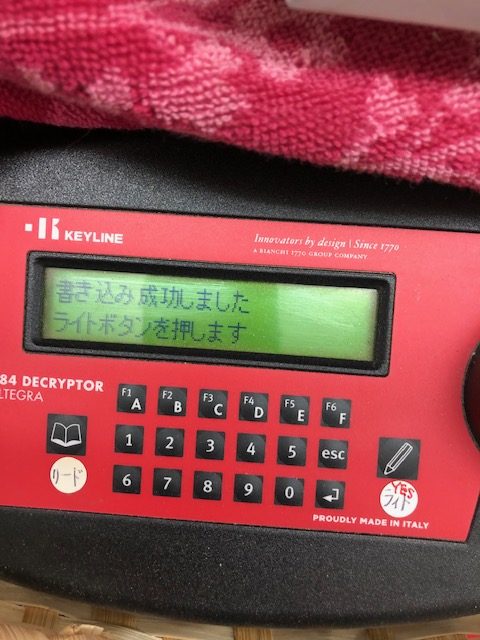 KEYLINE
Innovators by design | Since 1770
A BIANCHI 1770 GROUP COMPANY
書き込み成功しました
ライトボタンを押します
84 DECRYPTOR
LTEGRA
F1 A F2 B F3 C F4 D F5 E F6 F
1 2 3 4 5 esc
6 7 8 9 0
リード
YES
ライト
PROUDLY MADE IN ITALY